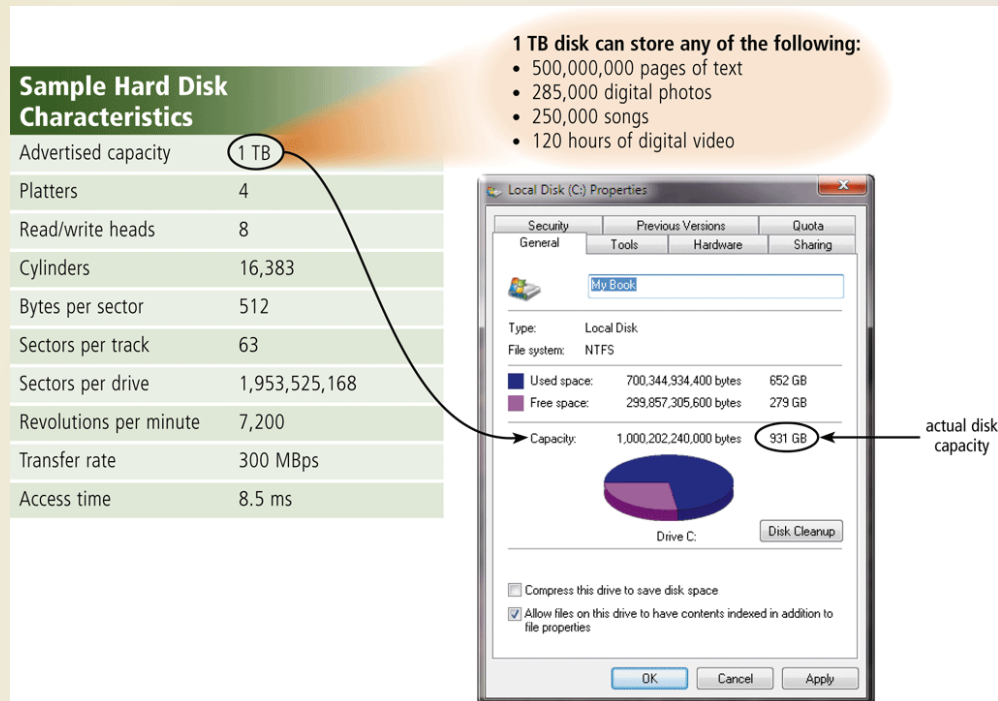 1 TB disk can store any of the following:
• 500,000,000 pages of text
• 285,000 digital photos
• 250,000 songs
• 120 hours of digital video
Sample Hard Disk
Characteristics
Advertised capacity 1 TB
Platters 4
Read/write heads 8
Cylinders 16,383
Bytes per sector 512
Sectors per track 63
Sectors per drive 1,953,525,168
Revolutions per minute 7,200
Transfer rate 300 MBps
Access time 8.5 ms
Local Disk (C:) Properties
Security Previous Versions Quota
General Tools Hardware Sharing
My Book
Type: Local Disk
File system: NTFS
Used space: 700,344,934,400 bytes 652 GB
Free space: 299,857,305,600 bytes 279 GB
Capacity: 1,000,202,240,000 bytes 931 GB
Drive C:
Disk Cleanup
Compress this drive to save disk space
Allow files on this drive to have contents indexed in addition to
file properties
OK Cancel Apply
actual disk
capacity